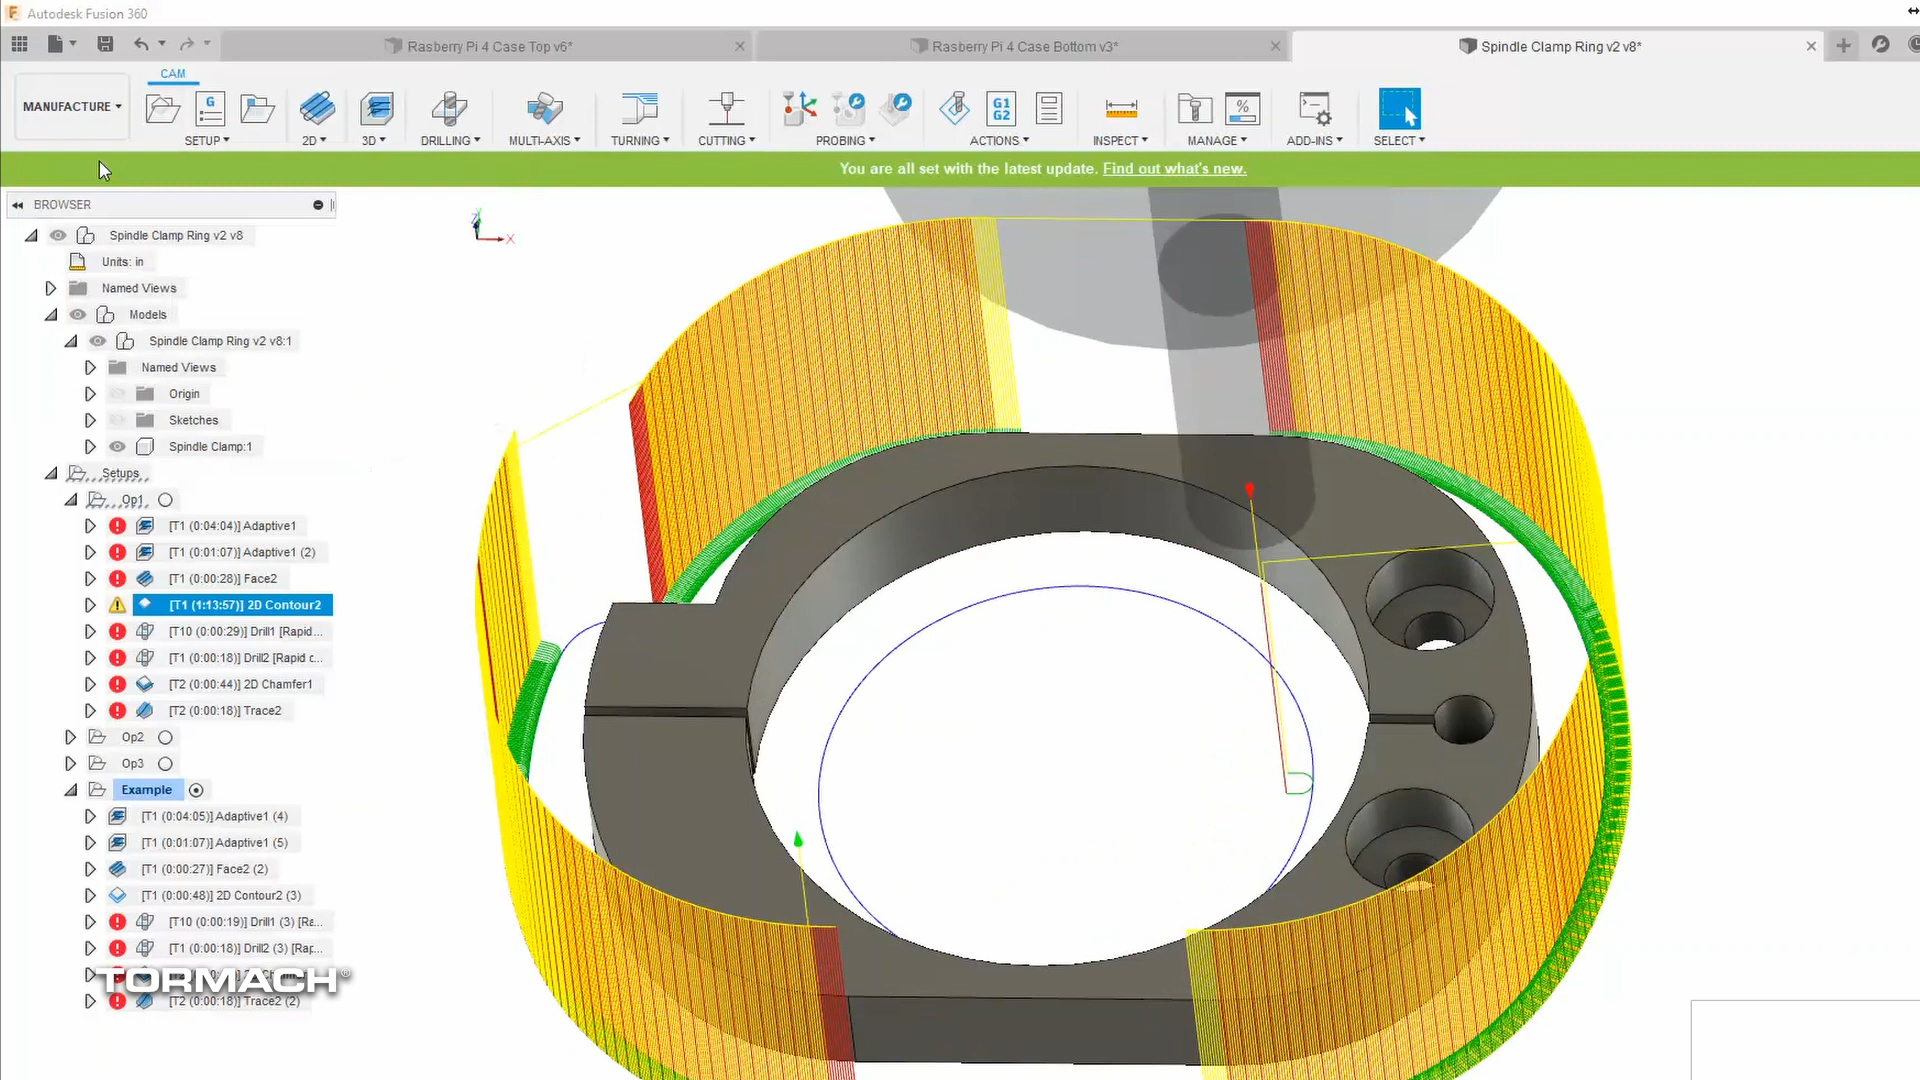 Autodesk Fusion 360
Rasberry Pi 4 Case Top v6*
Rasberry Pi 4 Case Bottom v3*
Spindle Clamp Ring v2 v8*
CAM
MANUFACTURE
G
G1
G2
%
SETUP
2D
3D
DRILLING
MULTI-AXIS
TURNING
CUTTING
PROBING
ACTIONS
INSPECT
MANAGE
ADD-INS
SELECT
You are all set with the latest update. Find out what's new.
BROWSER
Spindle Clamp Ring v2 v8
Units: in
Named Views
Models
Spindle Clamp Ring v2 v8:1
Named Views
Origin
Sketches
Spindle Clamp:1
Setups
Op1
[T1 (0:04:04)] Adaptive1
[T1 (0:01:07)] Adaptive1 (2)
[T1 (0:00:28)] Face2
[T1 (1:13:57)] 2D Contour2
[T10 (0:00:29)] Drill1 [Rapid...
[T1 (0:00:18)] Drill2 [Rapid c...
[T2 (0:00:44)] 2D Chamfer1
[T2 (0:00:18)] Trace2
Op2
Op3
Example
[T1 (0:04:05)] Adaptive1 (4)
[T1 (0:01:07)] Adaptive1 (5)
[T1 (0:00:27)] Face2 (2)
[T1 (0:00:48)] 2D Contour2 (3)
[T10 (0:00:19)] Drill1 (3) [Ra...
[T1 (0:00:18)] Drill2 (3) [Rap...
TORMACH®
[T2 (0:00:18)] Trace2 (2)
Z
X